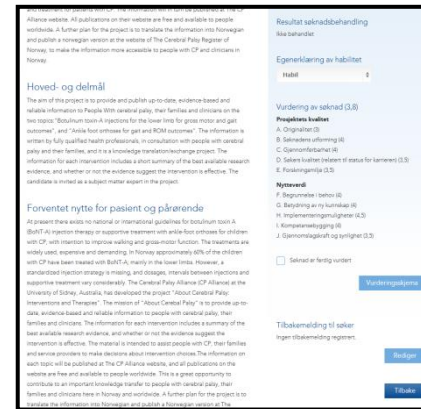 and treatment for patients with CP. The information will in turn be published at The CP
Alliance website. All publications on their website are free and available to people
worldwide. A further plan for the project is to translate the information into Norwegian
and publish a norwegian version at the website of The Cerebral Palsy Register of
Norway, to make the information more accessible to people with CP and clinicians in
Norway.
Hoved- og delmål
The aim of the project is to provide and publish up-to-date, evidence-based and
reliable information to People With cerebral palsy, their families and clinicians on the
two topics "Botulinum toxin A injections for the lower limb for gross motor and gait
outcomes", and "Ankle foot orthoses for gait and ROM outcomes". The information is
written by fully qualified health professionals, in consultation with people with cerebral
palsy and their families, and it is a knowledge translation/exchange project. The
information for each intervention includes a short summary of the best available research
evidence, and whether or not the evidence suggest the intervention is effective. The
candidate is invited as a subject matter expert in the project.
Forventet nytte for pasient og pårørende
At present there exists no national or international guidelines for botulinum toxin A
(BoNT-A) injection therapy or supportive treatment with ankle-foot orthoses for children
with CP, with intention to improve walking and gross-motor function. The treatments are
widely used, expensive and demanding. In Norway approximately 60% of the children
with CP have been treated with BoNT-A, mostly in the lower limbs. However, a
standardized injection strategy is missing, and dosages, intervals between injections and
supportive treatment vary considerably. The Cerebral Palsy Alliance (CP Alliance) at the
University of Sidney, Australia, has developed the project "About Cerebral Palsy:
Interventions and Therapies". The mission of "About Cerebral Palsy" is to provide up-to-
date, evidence-based and reliable information to people with cerebral palsy, their
families and clinicians. The information for each intervention includes a summary of the
best available research evidence, and whether or not the evidence suggest the
intervention is effective. The material is intended to assist people with CP, their families
and service providers to make decisions about intervention choices.The information on
each topic will be published at The CP Alliance website, and all publications on the
website are free and available to people worldwide. This is a great opportunity to
contribute to an important knowledge transfer to people with cerebral palsy, their
families and clinicians here in Norway and worldwide. A further plan for the project is to
translate the information into Norwegian and publish a Norwegian version at The
Resultat søknadsbehandling
Ikke behandlet
Egenerklæring av habilitet
Habil
Vurdering av søknad (3,8)
Prosjektets kvalitet
A. Originalitet (3)
B. Søknadens utforming (4)
C. Gjennomførbarhet (4)
D. Søkers kvalitet (relatert til status for karrieren) (3,5)
E. Forskningsmiljø (3,5)
Nytteverdi
F. Begrunnelse i behov (4)
G. Betydning av ny kunnskap (4)
H. Implementeringsmuligheter (4,5)
I. Kompetansebygging (4)
J. Gjennomslagskraft og synlighet (3,5)
Søknad er ferdig vurdert
Vurderingsskjema
Tilbakemelding til søker
Ingen tilbakemelding registrert.
Rediger
Tilbake